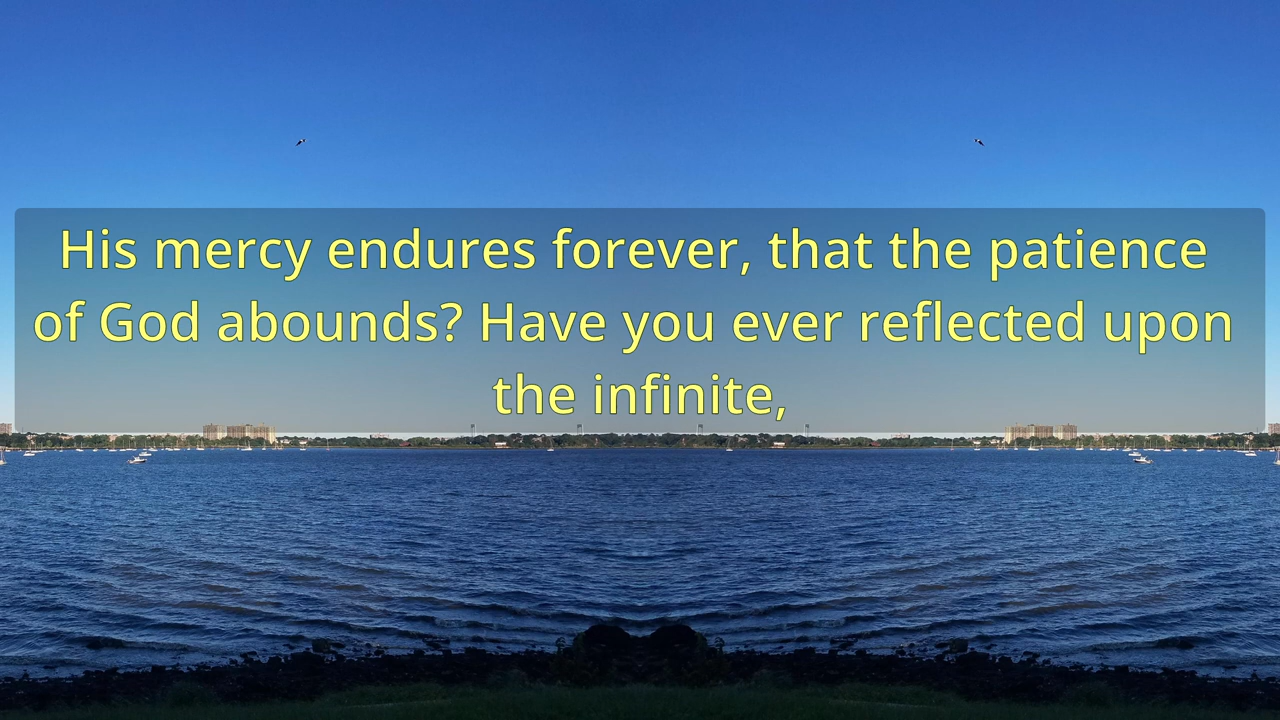 His mercy endures forever, that the patience
of God abounds? Have you ever reflected upon
the infinite,